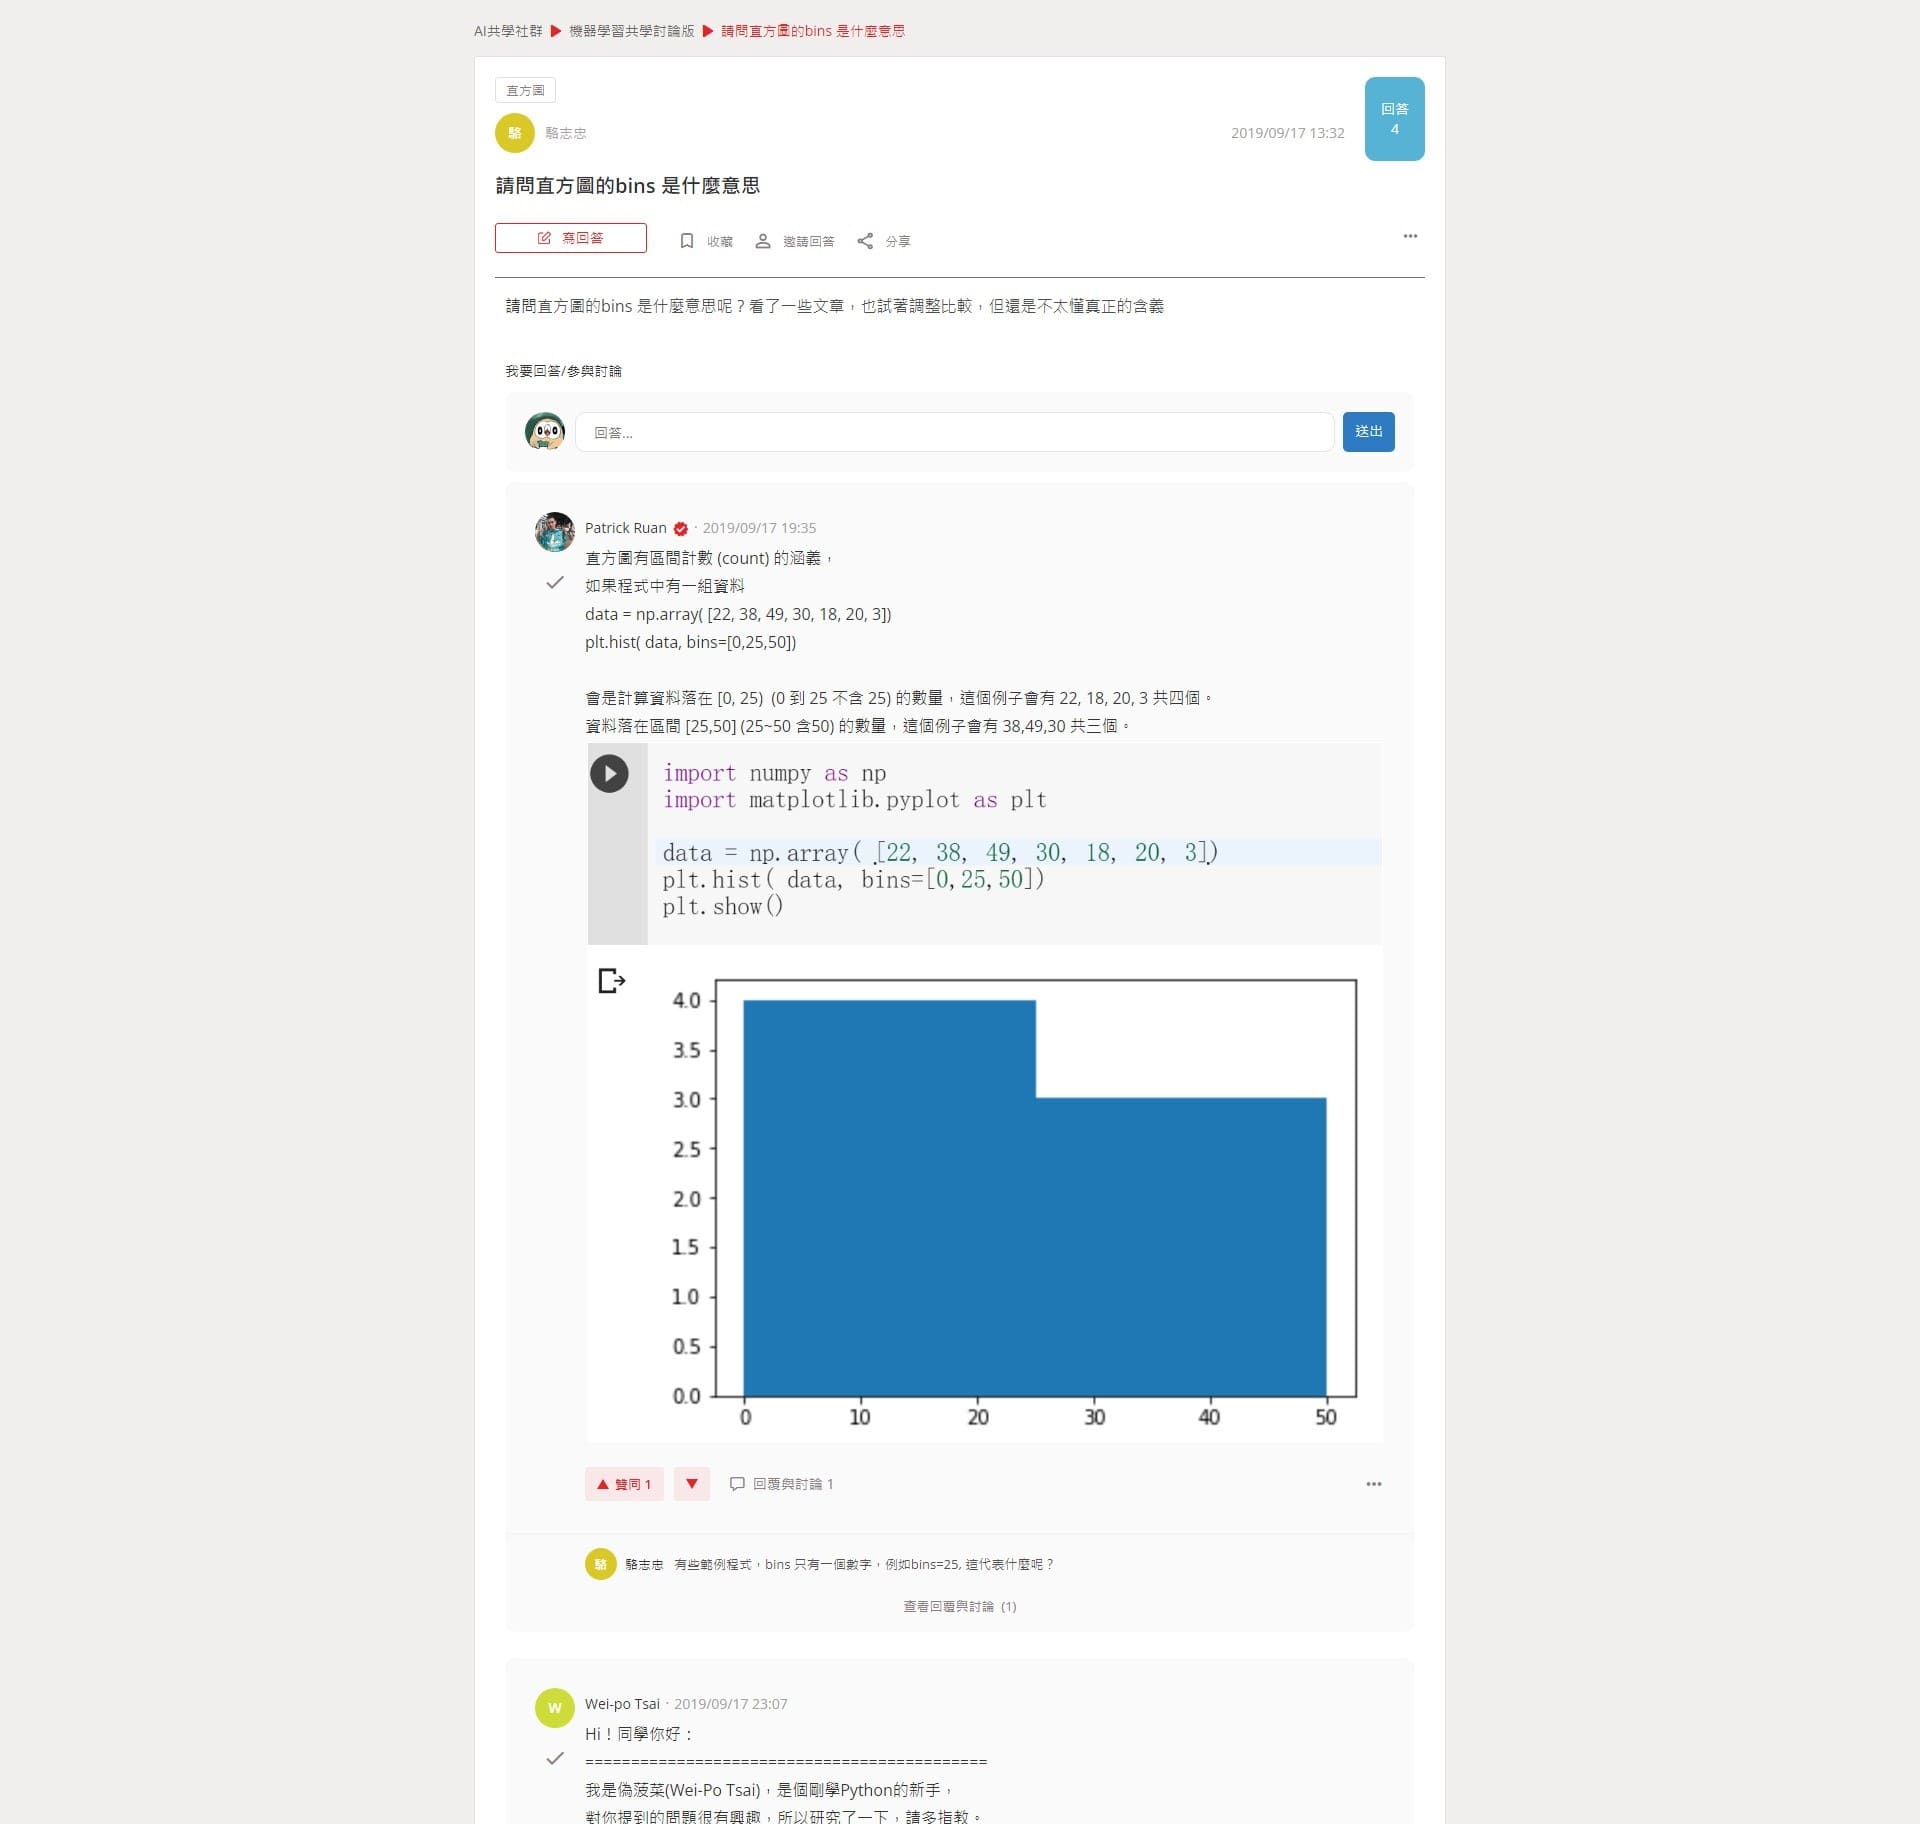 AI共學社群 ▶ 機器學習共學討論版 ▶ 請問直方圖的bins 是什麼意思
直方圖
回答
4
駱 駱志忠
2019/09/17 13:32
請問直方圖的bins 是什麼意思
寫回答 收藏 邀請回答 分享
請問直方圖的bins 是什麼意思呢？看了一些文章，也試著調整比較，但還是不太懂真正的含義
我要回答/參與討論
回答... 送出
Patrick Ruan · 2019/09/17 19:35
直方圖有區間計數 (count) 的涵義，
如果程式中有一組資料
data = np.array( [22, 38, 49, 30, 18, 20, 3])
plt.hist( data, bins=[0,25,50])
會是計算資料落在 [0, 25)  (0 到 25 不含 25) 的數量，這個例子會有 22, 18, 20, 3 共四個。
資料落在區間 [25,50] (25~50 含50) 的數量，這個例子會有 38,49,30 共三個。
import numpy as np
import matplotlib.pyplot as plt
data = np.array( [22, 38, 49, 30, 18, 20, 3])
plt.hist( data, bins=[0,25,50])
plt.show()
4.0
3.5
3.0
2.5
2.0
1.5
1.0
0.5
0.0
0 10 20 30 40 50
▲ 贊同 1 ▼ 回覆與討論 1
駱 駱志忠 有些範例程式，bins 只有一個數字，例如bins=25, 這代表什麼呢？
查看回覆與討論 (1)
W Wei-po Tsai · 2019/09/17 23:07
Hi！同學你好：
============================================
我是偽菠菜(Wei-Po Tsai)，是個剛學Python的新手，
對你提到的問題很有興趣，所以研究了一下，請多指教。